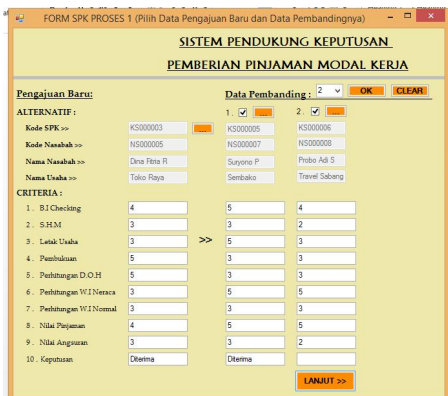 FORM SPK PROSES 1 (Pilih Data Pengajuan Baru dan Data Pembandingnya)
SISTEM PENDUKUNG KEPUTUSAN
PEMBERIAN PINJAMAN MODAL KERJA
Pengajuan Baru: Data Pembanding : 2 OK CLEAR
ALTERNATIF : 1. ... 2. ...
Kode SPK >> KS000003 ... KS000005 KS000006
Kode Nasabah >> NS000005 NS000007 NS000008
Nama Nasabah >> Dina Fitria R Suryono P Probo Adi S
Nama Usaha >> Toko Raya Sembako Travel Sabang
CRITERIA :
1. B.I Checking 4 5 4
2. S.H.M 3 3 2
3. Letak Usaha 3 >> 5 3
4. Pembukuan 5 3 3
5. Perhitungan D.O.H 3 3 3
6. Perhitungan W.I Neraca 3 5 5
7. Perhitungan W.I Normal 3 3 3
8. Nilai Pinjaman 4 5 5
9. Nilai Angsuran 3 3 2
10. Keputusan Diterima Diterima
LANJUT >>